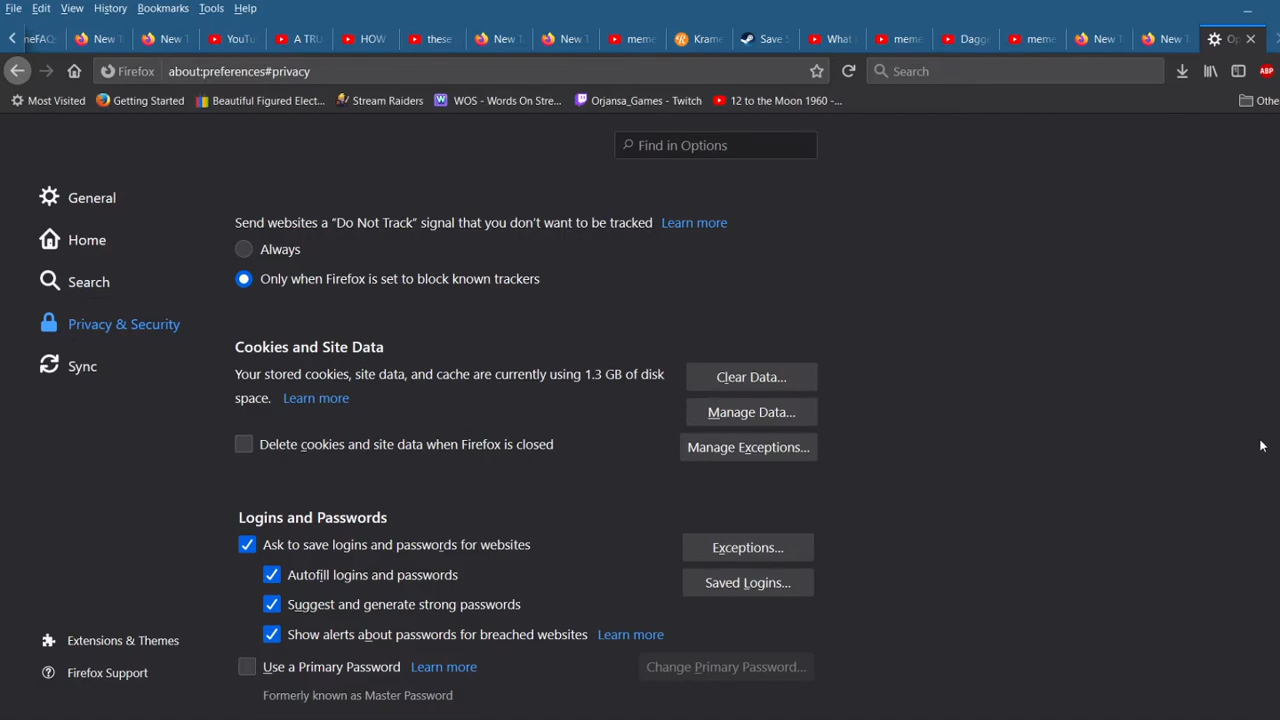 File Edit View History Bookmarks Tools Help
meFAQ New T New T YouTu A TRU HOW these New T New T meme Krame Save S What meme Dagge meme New T New T Op
Firefox about:preferences#privacy Search ABP
Most Visited Getting Started Beautiful Figured Elect... Stream Raiders WOS - Words On Stre... Orjansa_Games - Twitch 12 to the Moon 1960 -... Othe
Find in Options
General
Home
Search
Privacy & Security
Sync
Extensions & Themes
Firefox Support
Send websites a “Do Not Track” signal that you don’t want to be tracked Learn more
Always
Only when Firefox is set to block known trackers
Cookies and Site Data
Your stored cookies, site data, and cache are currently using 1.3 GB of disk
space. Learn more
Clear Data...
Manage Data...
Delete cookies and site data when Firefox is closed
Manage Exceptions...
Logins and Passwords
Ask to save logins and passwords for websites
Exceptions...
Autofill logins and passwords
Saved Logins...
Suggest and generate strong passwords
Show alerts about passwords for breached websites Learn more
Use a Primary Password Learn more
Change Primary Password...
Formerly known as Master Password